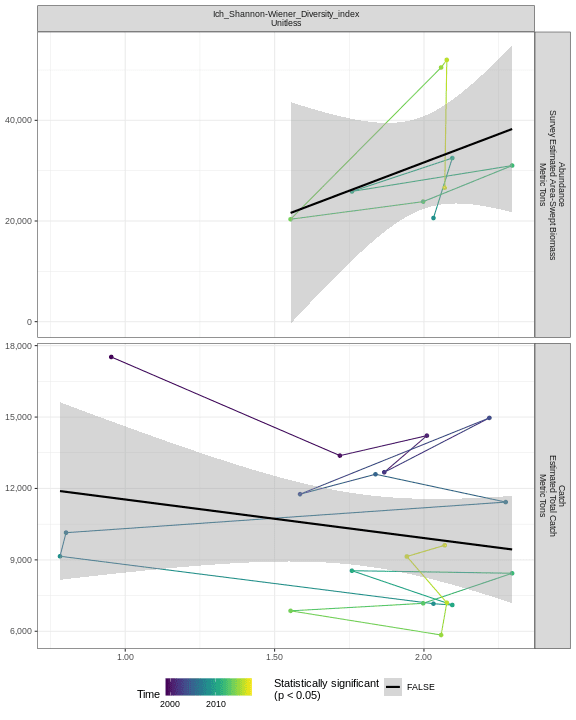 Ich_Shannon-Wiener_Diversity_index
Unitless
40,000
20,000
0
Abundance
Survey Estimated Area-Swept Biomass
Metric Tons
18,000
15,000
12,000
9,000
6,000
Catch
Estimated Total Catch
Metric Tons
1.00 1.50 2.00
Time
2000 2010
Statistically significant
(p < 0.05)
FALSE